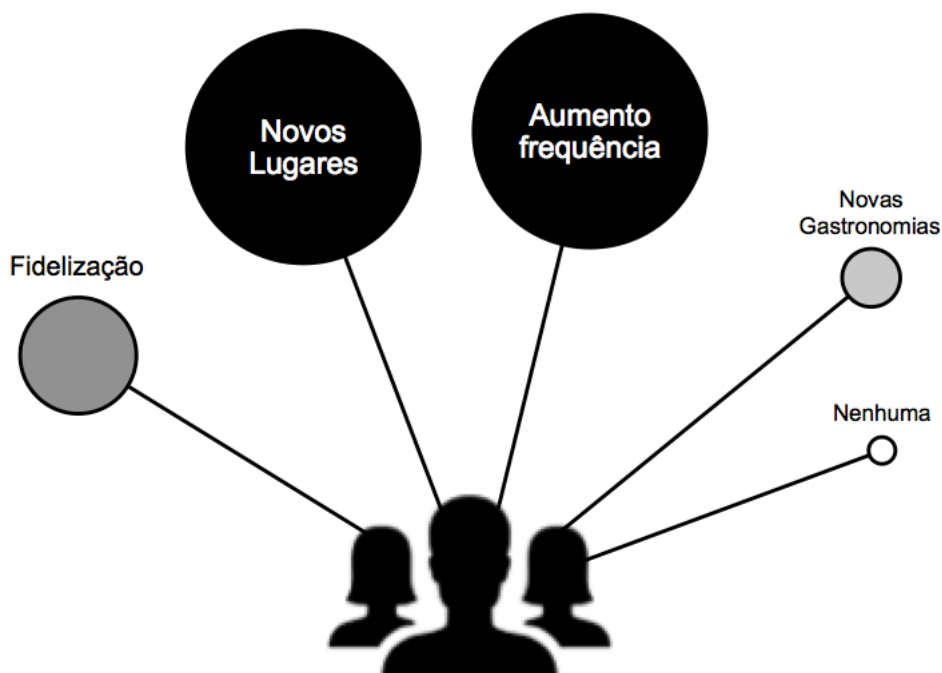 Novos
Lugares
Aumento
frequência
Novas
Gastronomias
Fidelização
Nenhuma